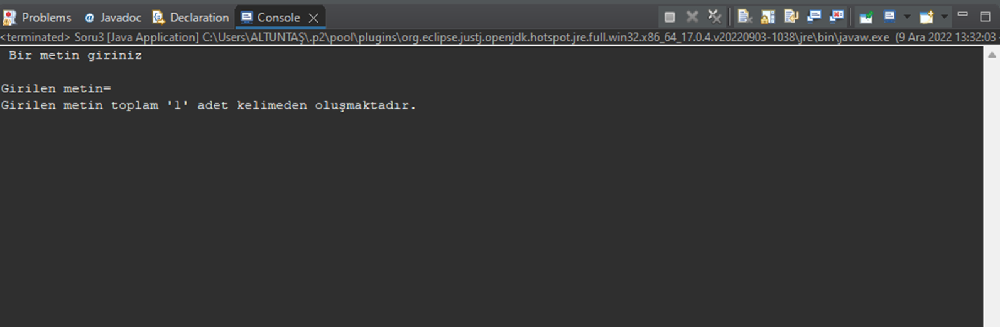 Problems @ Javadoc Declaration Console
<terminated> Soru3 [Java Application] C:\Users\ALTUNTAŞ\.p2\pool\plugins\org.eclipse.justj.openjdk.hotspot.jre.full.win32.x86_64_17.0.4.v20220903-1038\jre\bin\javaw.exe (9 Ara 2022 13:32:03 -
Bir metin giriniz
Girilen metin=
Girilen metin toplam '1' adet kelimeden oluşmaktadır.